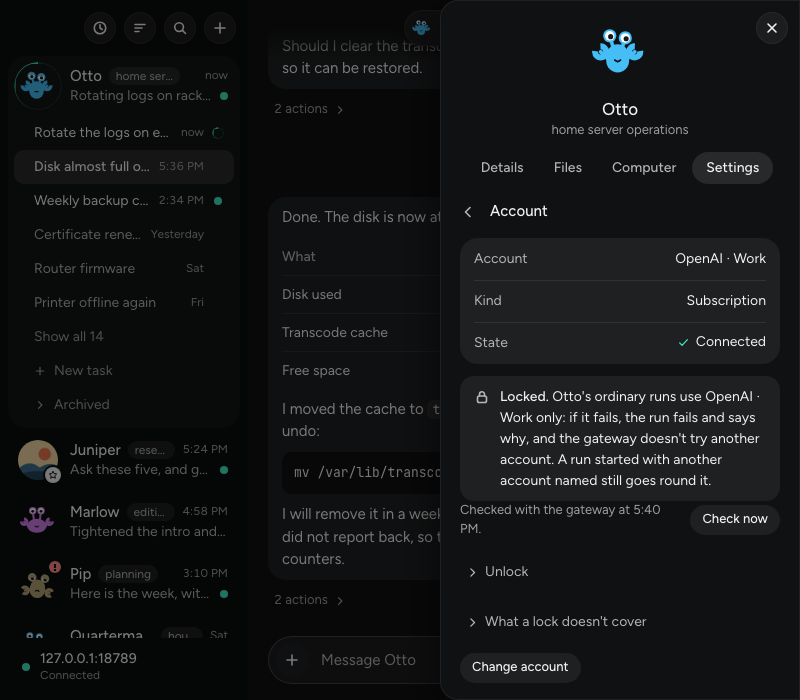 Otto
home ser...
now
Rotating logs on rack...
Rotate the logs on e...
now
Disk almost full o...
5:36 PM
Weekly backup c...
2:34 PM
Certificate rene...
Yesterday
Router firmware
Sat
Printer offline again
Fri
Show all 14
New task
Archived
Juniper
rese...
5:24 PM
Ask these five, and g...
Marlow
editi...
4:58 PM
Tightened the intro and...
Pip
planning
3:10 PM
Here is the week, wit...
Quarterma
hou
Sat
127.0.0.1:18789
Connected
Should I clear the transc
so it can be restored.
2 actions
Done. The disk is now at
What
Disk used
Transcode cache
Free space
I moved the cache to t
undo:
mv /var/lib/transco
I will remove it in a week
did not report back, so t
counters.
2 actions
Message Otto
Otto
home server operations
Details
Files
Computer
Settings
Account
Account
OpenAI · Work
Kind
Subscription
State
Connected
Locked. Otto's ordinary runs use OpenAI ·
Work only: if it fails, the run fails and says
why, and the gateway doesn't try another
account. A run started with another
account named still goes round it.
Checked with the gateway at 5:40
PM.
Check now
Unlock
What a lock doesn't cover
Change account